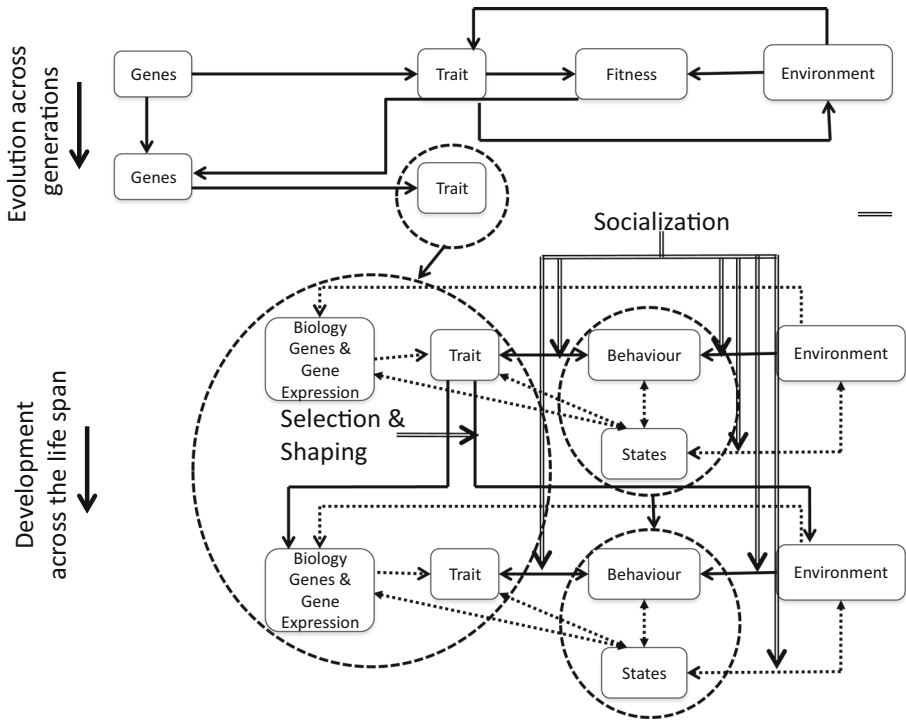 Evolution across
generations
Genes
Trait
Fitness
Environment
Genes
Trait
Socialization
Development
across the life span
Biology
Genes &
Gene
Expression
Trait
Behaviour
Environment
Selection &
Shaping
States
Biology
Genes &
Gene
Expression
Trait
Behaviour
Environment
States